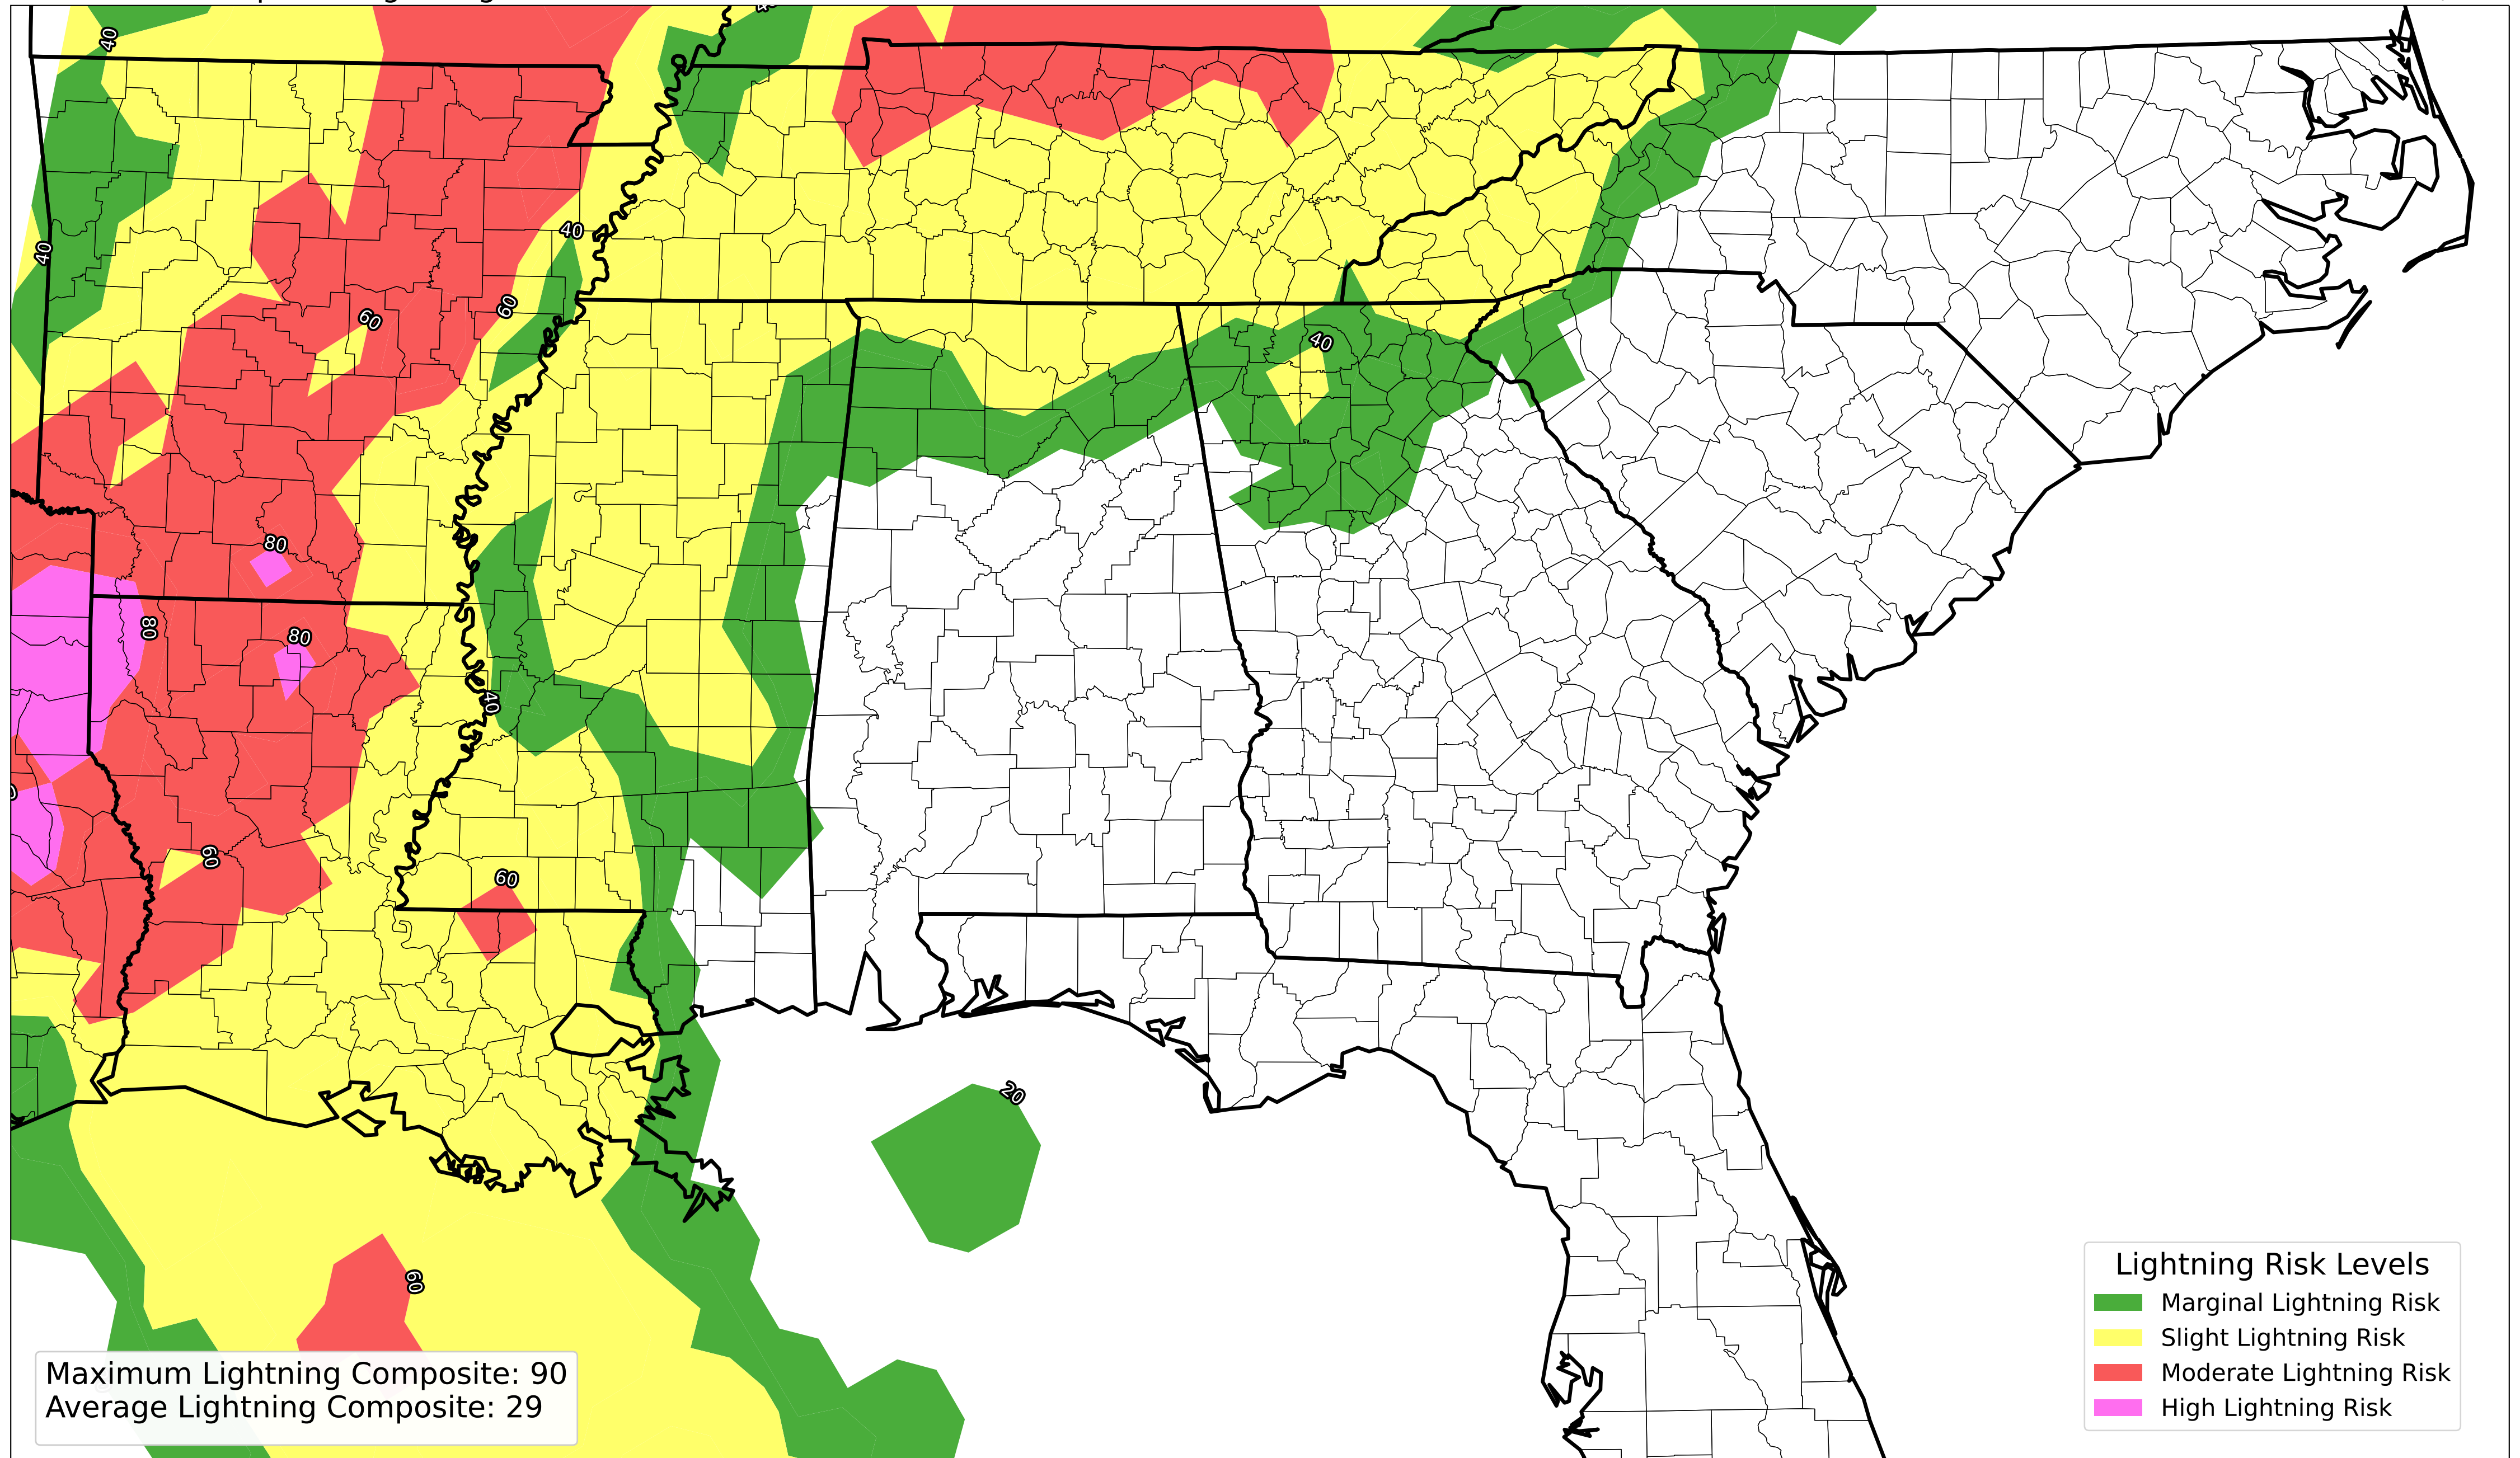 40
40
40
60
60
40
80
80
80
40
60
60
20
60
Maximum Lightning Composite: 90
Average Lightning Composite: 29
Lightning Risk Levels
Marginal Lightning Risk
Slight Lightning Risk
Moderate Lightning Risk
High Lightning Risk